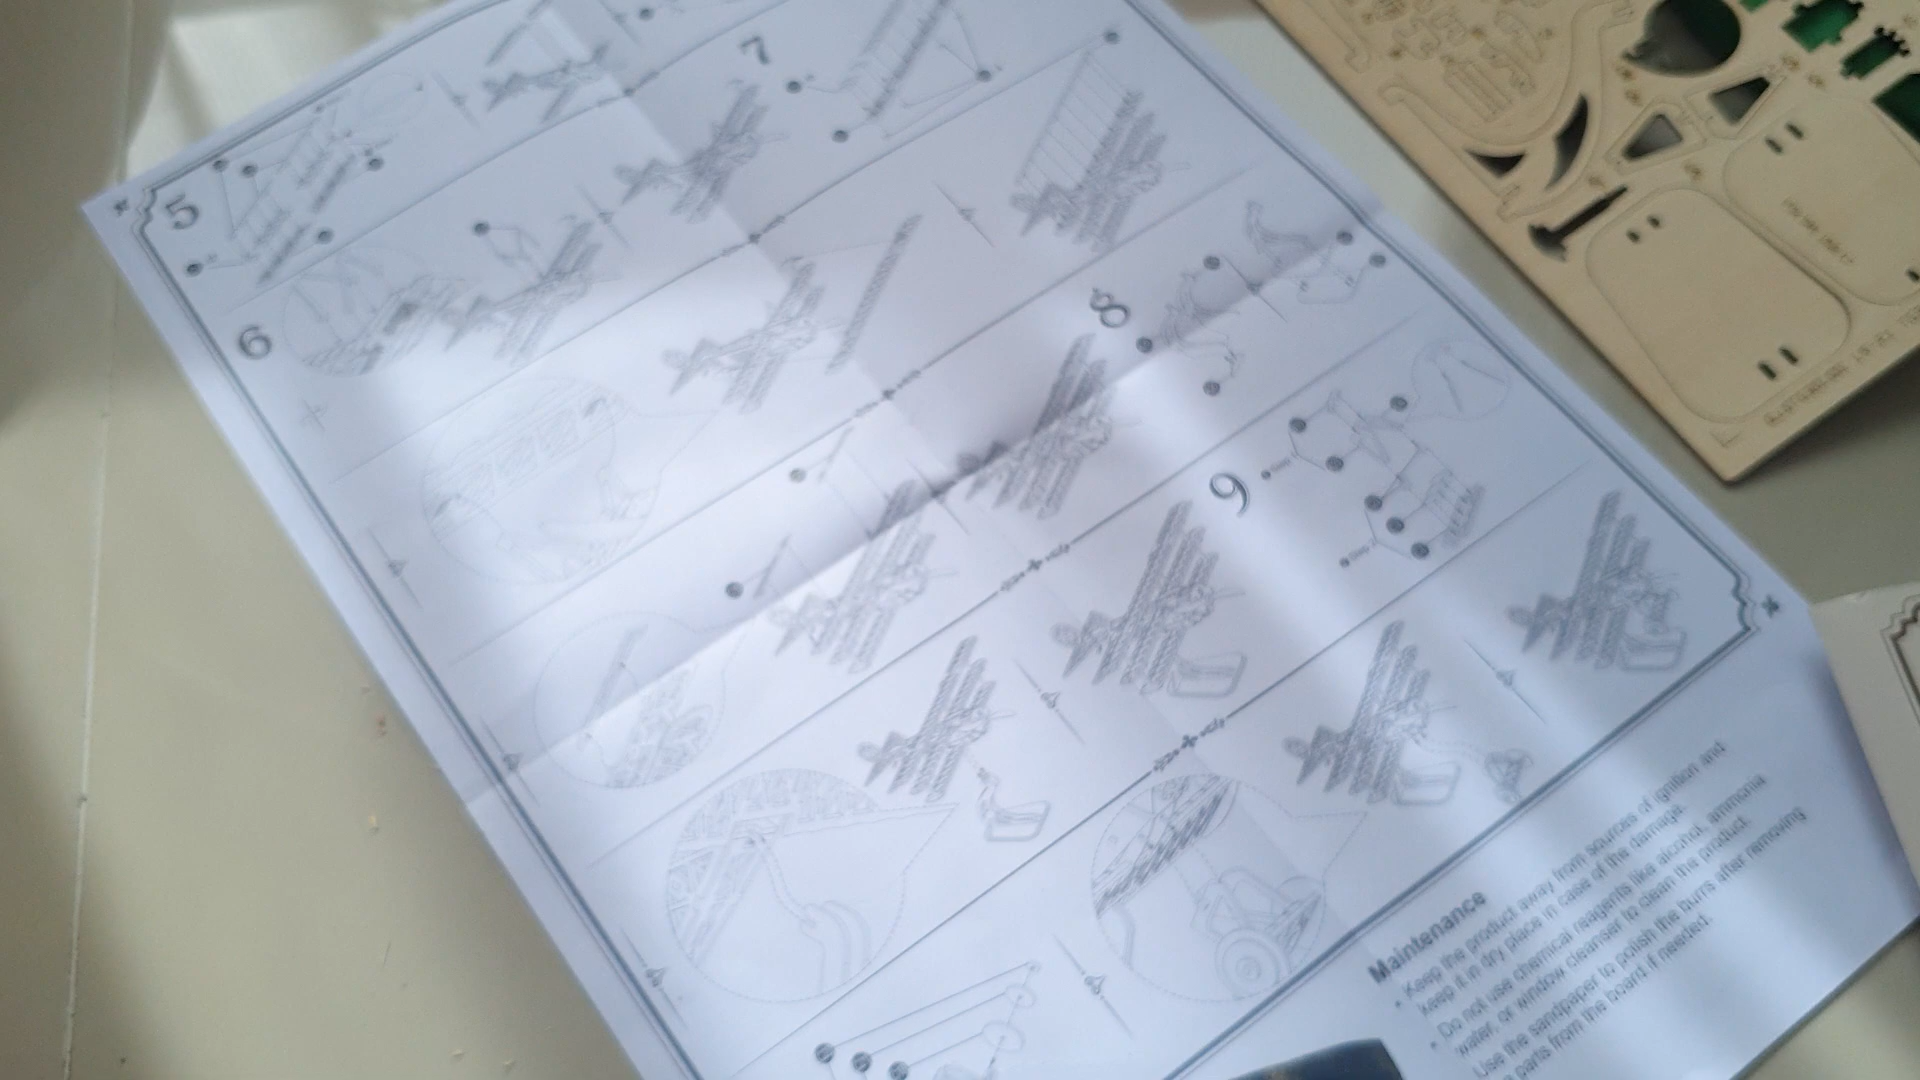 5
6
7
8
9
Maintenance
• Keep the product away from sources of ignition and
keep it in dry place in case of the damage.
• Do not use chemical reagents like alcohol, ammonia
water, or window cleanser to clean the product.
Use the sandpaper to polish the burrs after removing
parts from the board if needed.